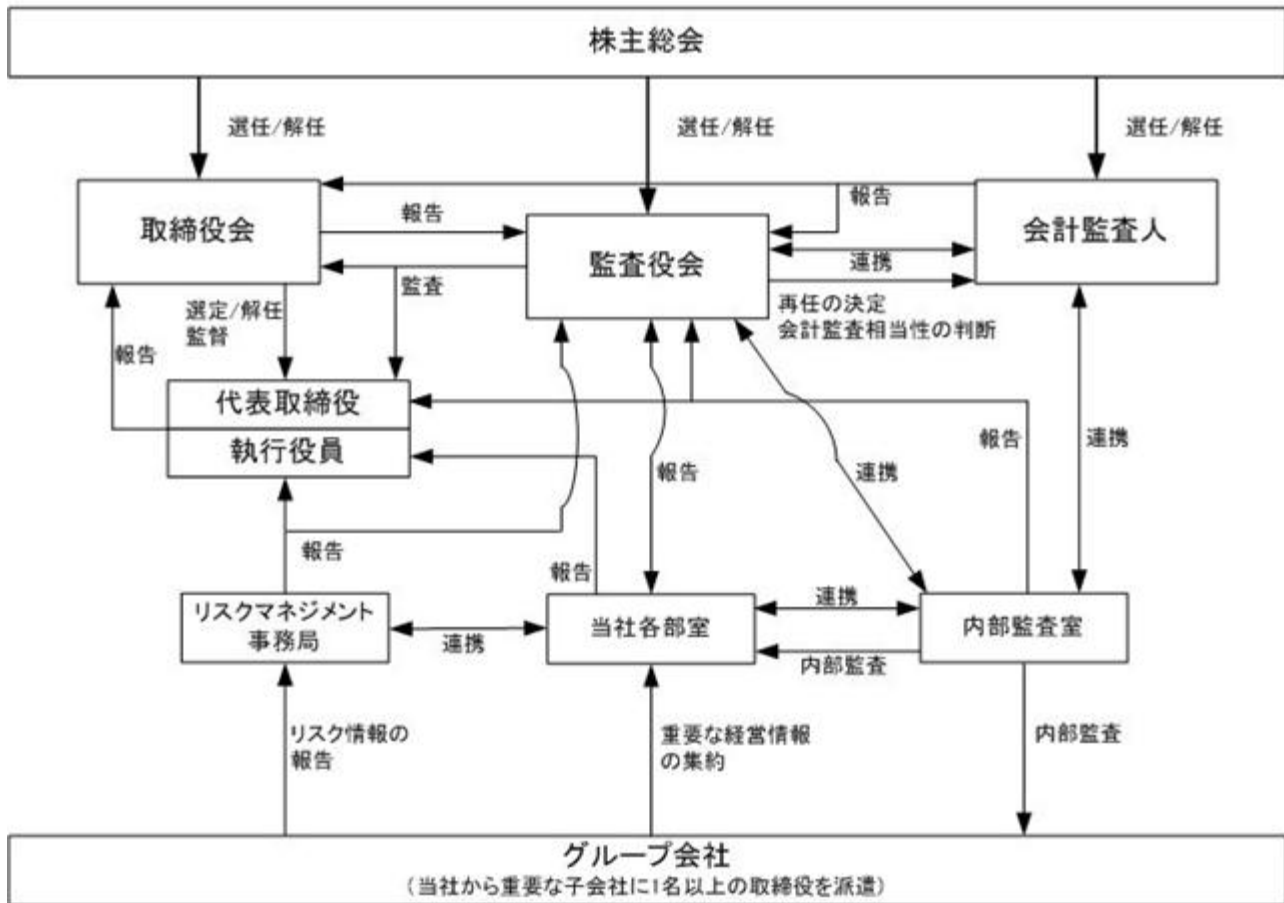 株主総会
選任/解任
選任/解任
選任/解任
取締役会
報告
監査役会
報告
会計監査人
連携
監査
再任の決定
会計監査相当性の判断
選定/解任
監督
報告
代表取締役
執行役員
報告
連携
報告
連携
報告
報告
リスクマネジメント
事務局
連携
当社各部室
連携
内部監査
内部監査室
リスク情報の
報告
重要な経営情報
の集約
内部監査
グループ会社
(当社から重要な子会社に1名以上の取締役を派遣)